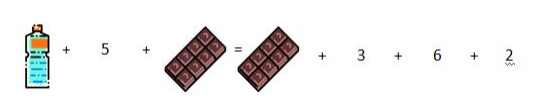 + 5 + = + 3 + 6 + 2